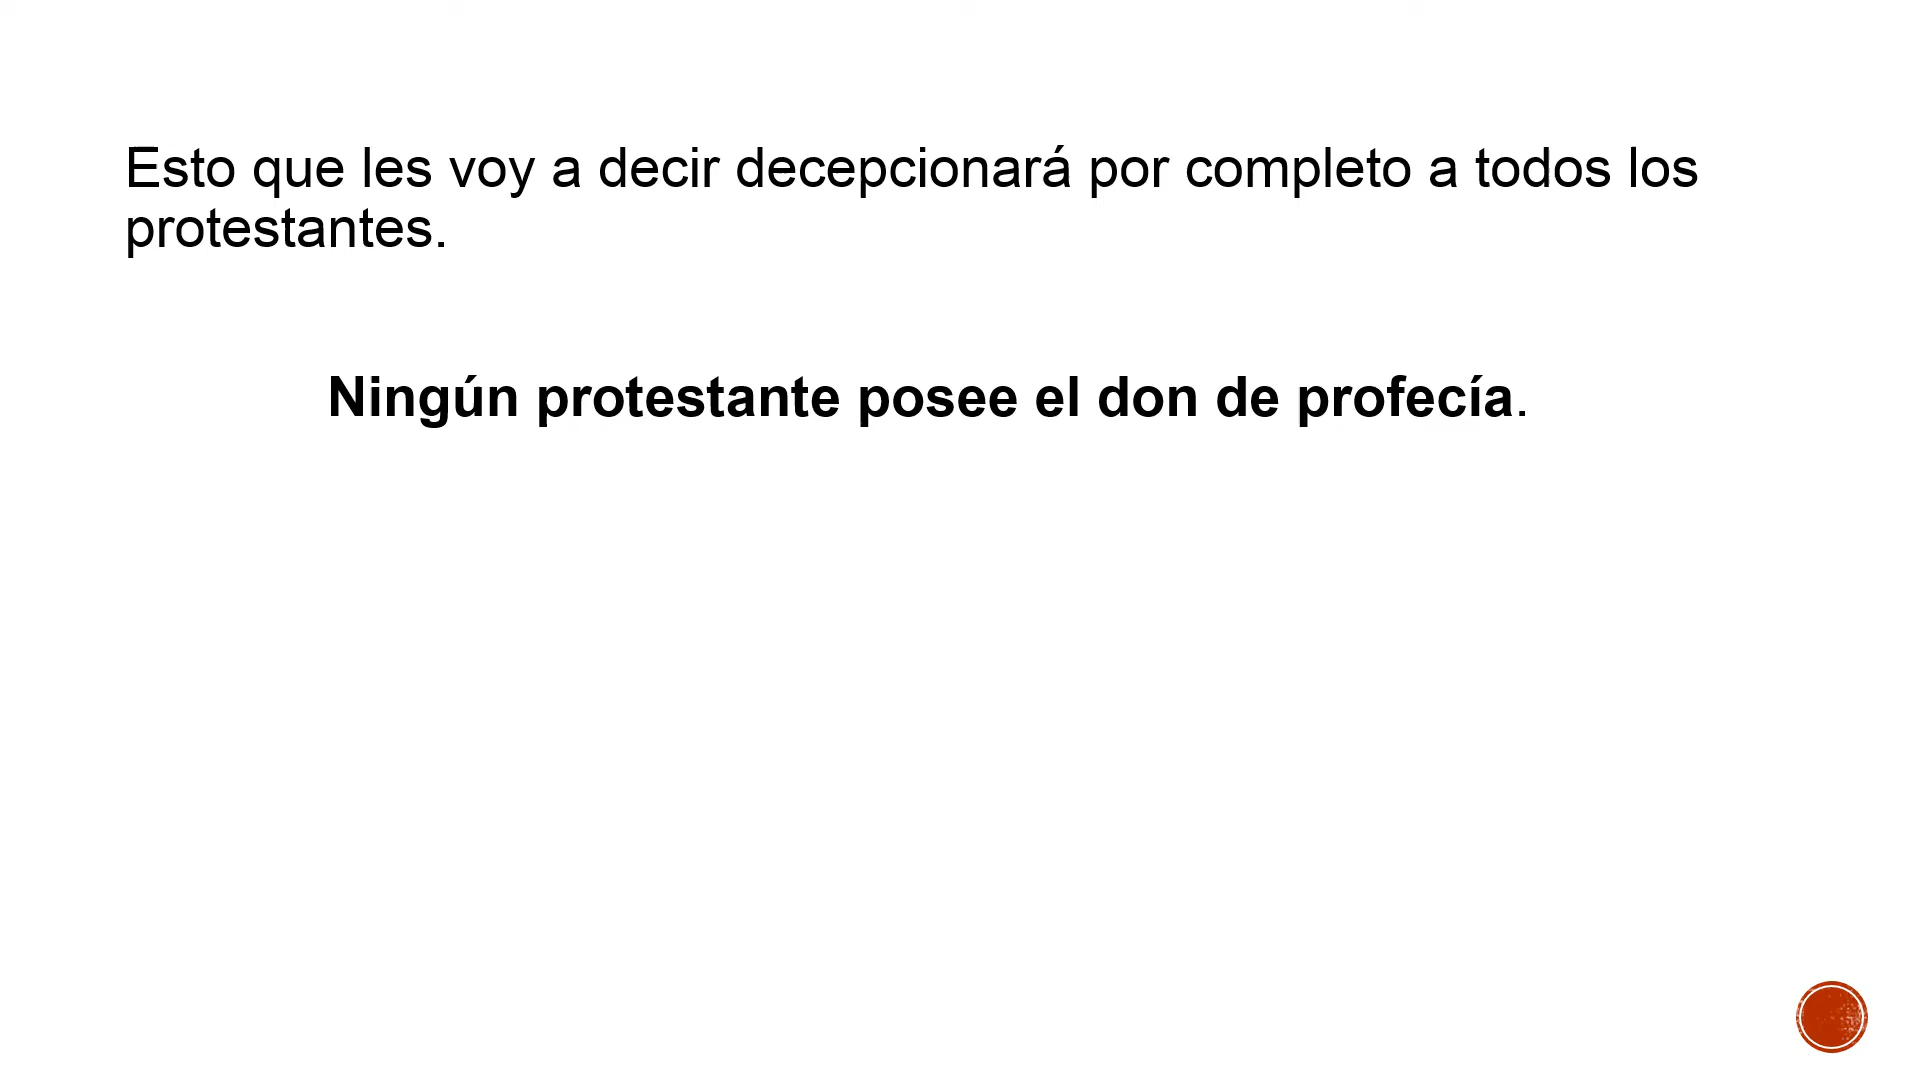 Esto que les voy a decir decepcionará por completo a todos los
protestantes.
Ningún protestante posee el don de profecía.